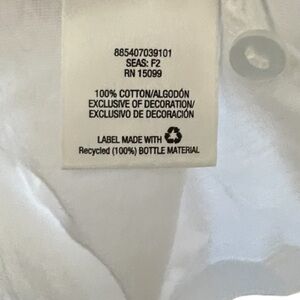 885407039101
SEAS: F2
RN 15099
100% COTTON/ALGODÓN
EXCLUSIVE OF DECORATION/
EXCLUSIVO DE DECORACIÓN
LABEL MADE WITH
Recycled (100%) BOTTLE MATERIAL